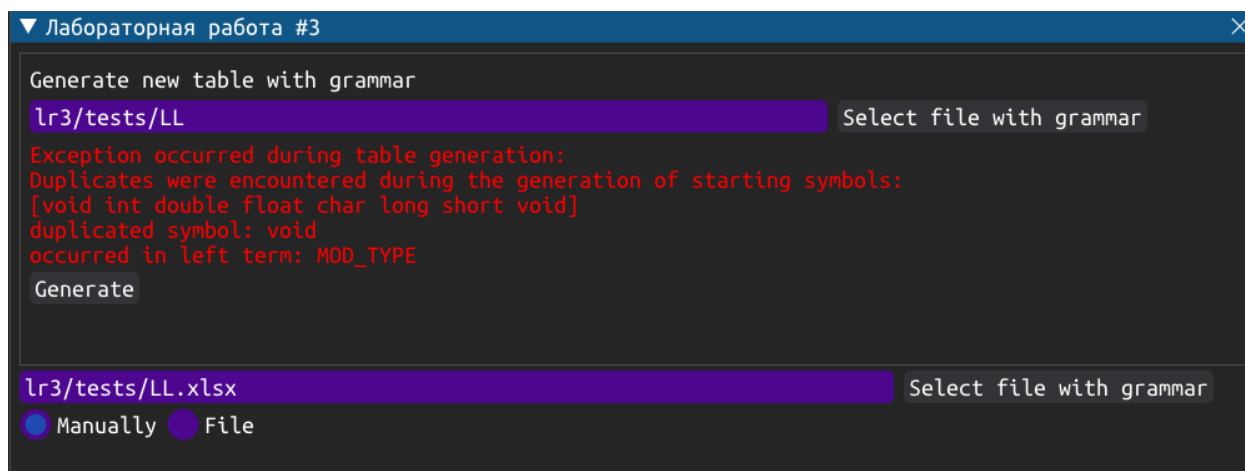 Лабораторная работа #3
Generate new table with grammar
lr3/tests/LL Select file with grammar
Exception occurred during table generation:
Duplicates were encountered during the generation of starting symbols:
[void int double float char long short void]
duplicated symbol: void
occurred in left term: MOD_TYPE
Generate
lr3/tests/LL.xlsx Select file with grammar
Manually File